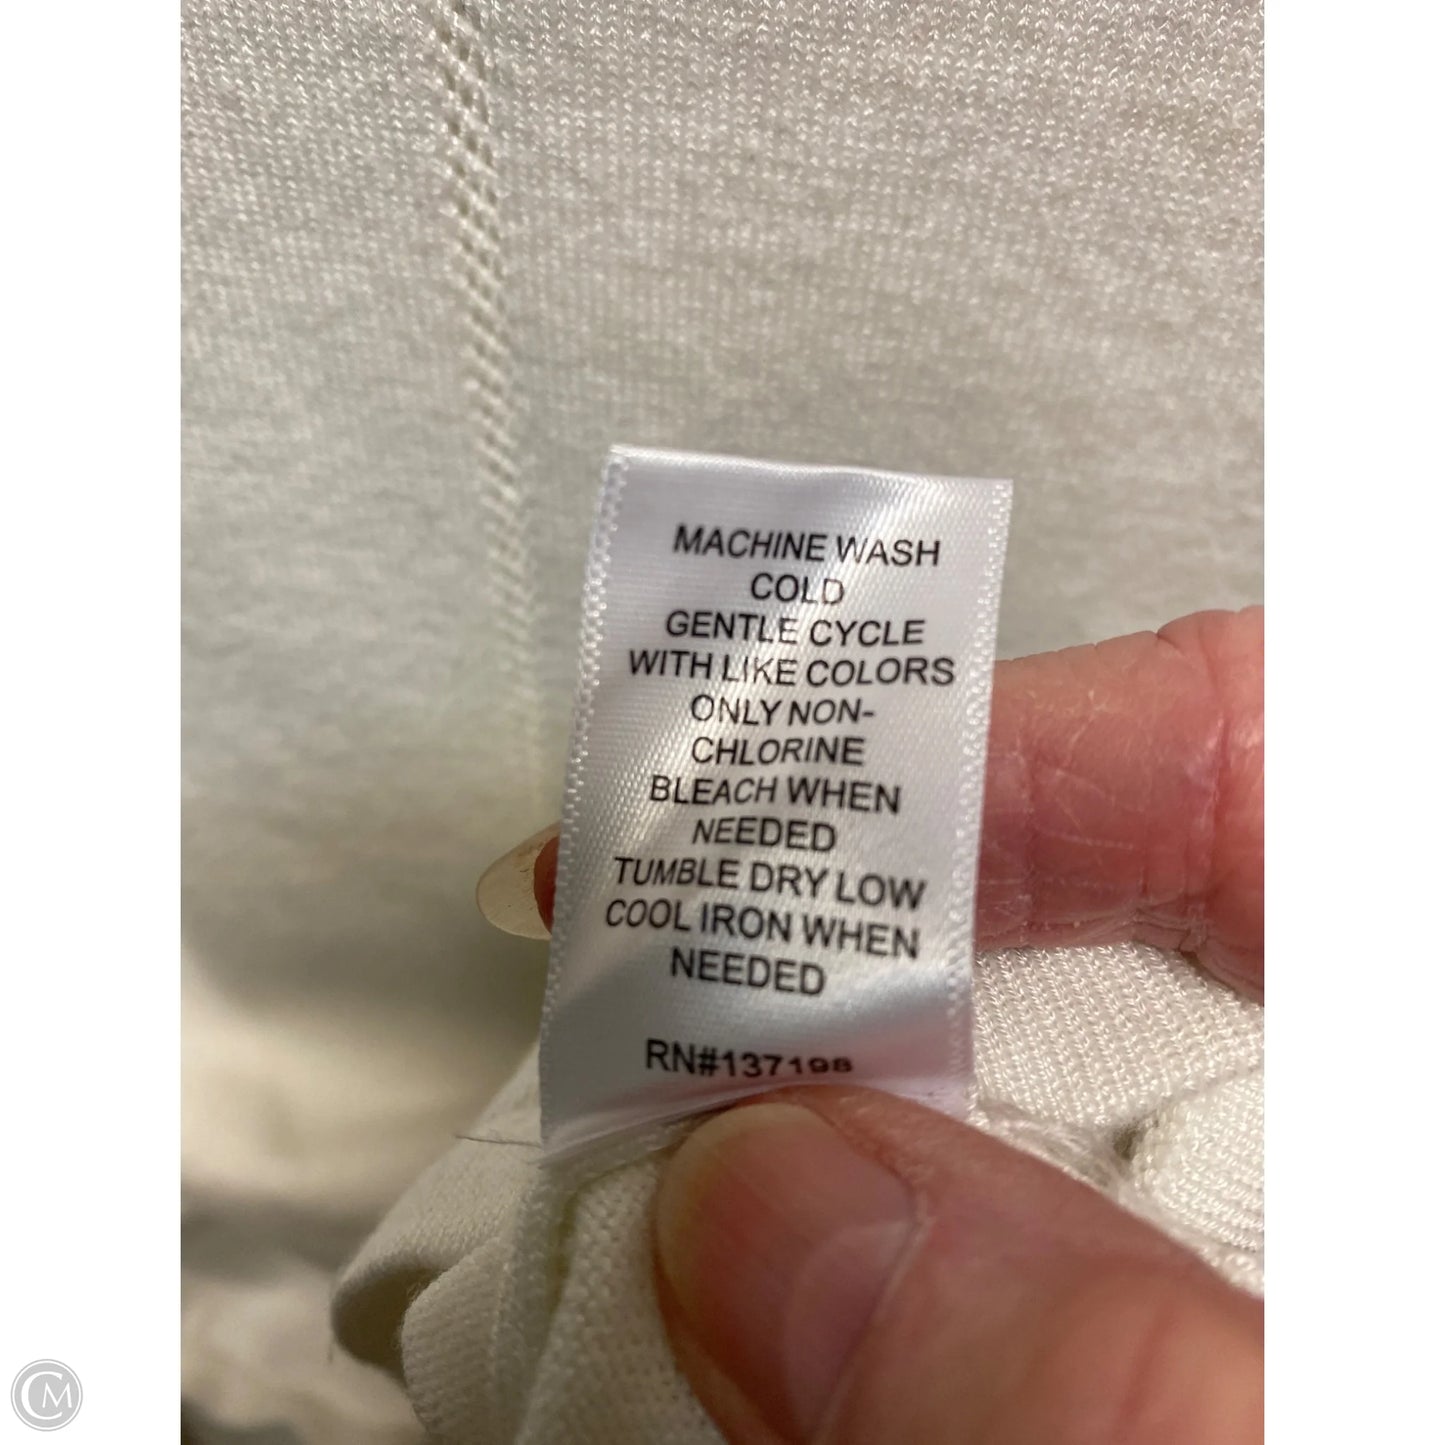 MACHINE WASH
COLD
GENTLE CYCLE
WITH LIKE COLORS
ONLY NON-
CHLORINE
BLEACH WHEN
NEEDED
TUMBLE DRY LOW
COOL IRON WHEN
NEEDED
RN#137198
CM